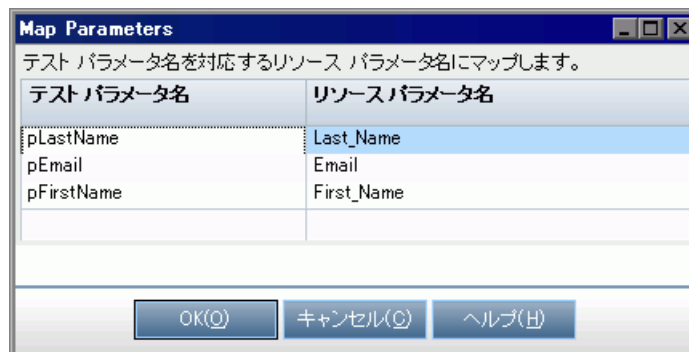 Map Parameters
テスト パラメータ名を対応するリソース パラメータ名にマップします。
テスト パラメータ名 リソース パラメータ名
pLastName Last_Name
pEmail Email
pFirstName First_Name
OK(O) キャンセル(C) ヘルプ(H)